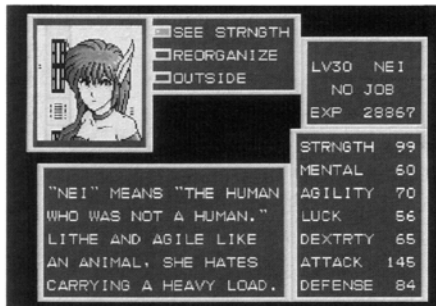 SEE STRNGTH
REORGANIZE
OUTSIDE
LV30 NEI
NO JOB
EXP 28867
STRNGTH 99
MENTAL 60
AGILITY 70
LUCK 56
DEXTRTY 65
ATTACK 145
DEFENSE 84
"NEI" MEANS "THE HUMAN
WHO WAS NOT A HUMAN."
LITHE AND AGILE LIKE
AN ANIMAL, SHE HATES
CARRYING A HEAVY LOAD.